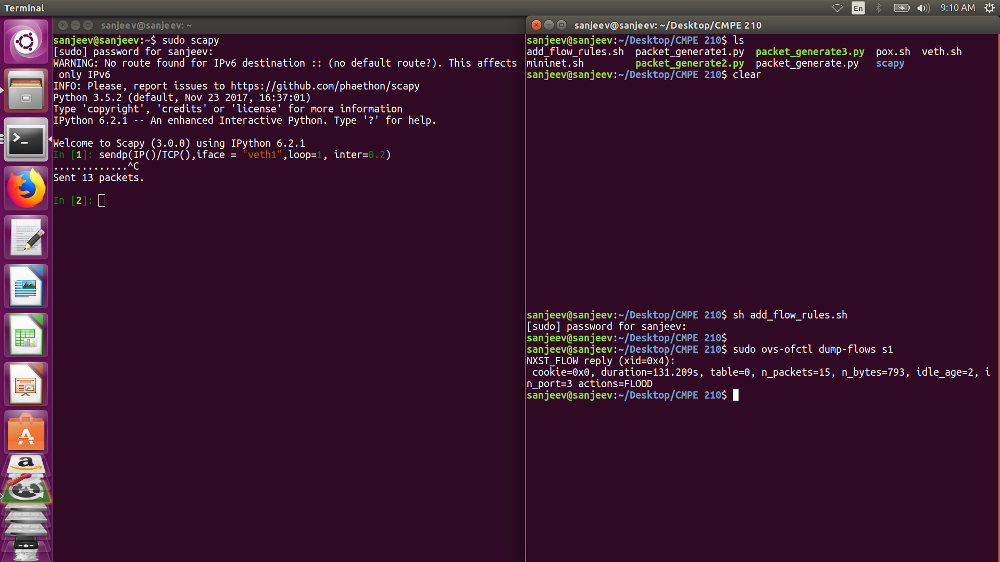 Terminal
En
9:10 AM
sanjeev@sanjeev: ~
sanjeev@sanjeev:~$ sudo scapy
[sudo] password for sanjeev:
WARNING: No route found for IPv6 destination :: (no default route?). This affects
only IPv6
INFO: Please, report issues to https://github.com/phaethon/scapy
Python 3.5.2 (default, Nov 23 2017, 16:37:01)
Type 'copyright', 'credits' or 'license' for more information
IPython 6.2.1 -- An enhanced Interactive Python. Type '?' for help.
Welcome to Scapy (3.0.0) using IPython 6.2.1
In [1]: sendp(IP()/TCP(),iface = "veth1",loop=1, inter=0.2)
.............^C
Sent 13 packets.
In [2]:
sanjeev@sanjeev: ~/Desktop/CMPE 210
sanjeev@sanjeev:~/Desktop/CMPE 210$ ls
add_flow_rules.sh packet_generate1.py packet_generate3.py pox.sh veth.sh
mininet.sh packet_generate2.py packet_generate.py scapy
sanjeev@sanjeev:~/Desktop/CMPE 210$ clear
sanjeev@sanjeev:~/Desktop/CMPE 210$ sh add_flow_rules.sh
[sudo] password for sanjeev:
sanjeev@sanjeev:~/Desktop/CMPE 210$
sanjeev@sanjeev:~/Desktop/CMPE 210$ sudo ovs-ofctl dump-flows s1
NXST_FLOW reply (xid=0x4):
cookie=0x0, duration=131.209s, table=0, n_packets=15, n_bytes=793, idle_age=2, i
n_port=3 actions=FLOOD
sanjeev@sanjeev:~/Desktop/CMPE 210$